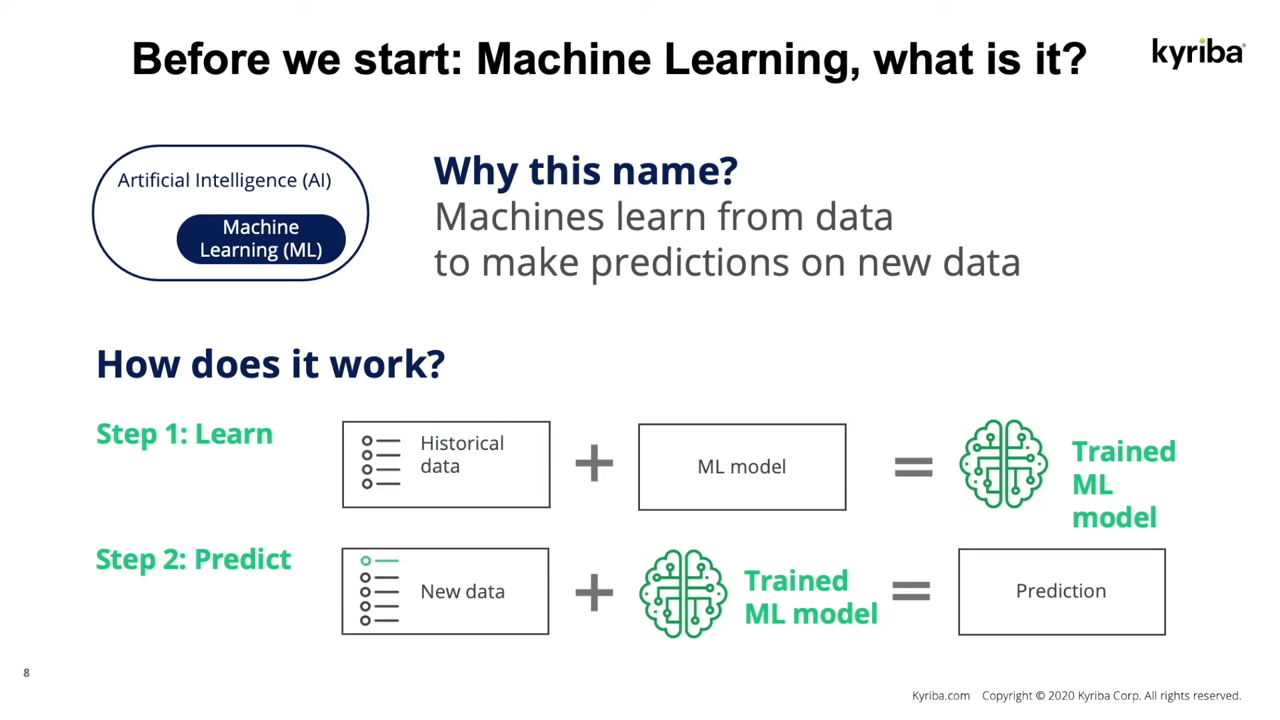 Before we start: Machine Learning, what is it?
kyriba
Artificial Intelligence (AI)
Machine
Learning (ML)
Why this name?
Machines learn from data
to make predictions on new data
How does it work?
Step 1: Learn
Historical
data
+
ML model
=
Trained
ML
model
Step 2: Predict
New data
+
Trained
ML model
=
Prediction
8
Kyriba.com Copyright © 2020 Kyriba Corp. All rights reserved.